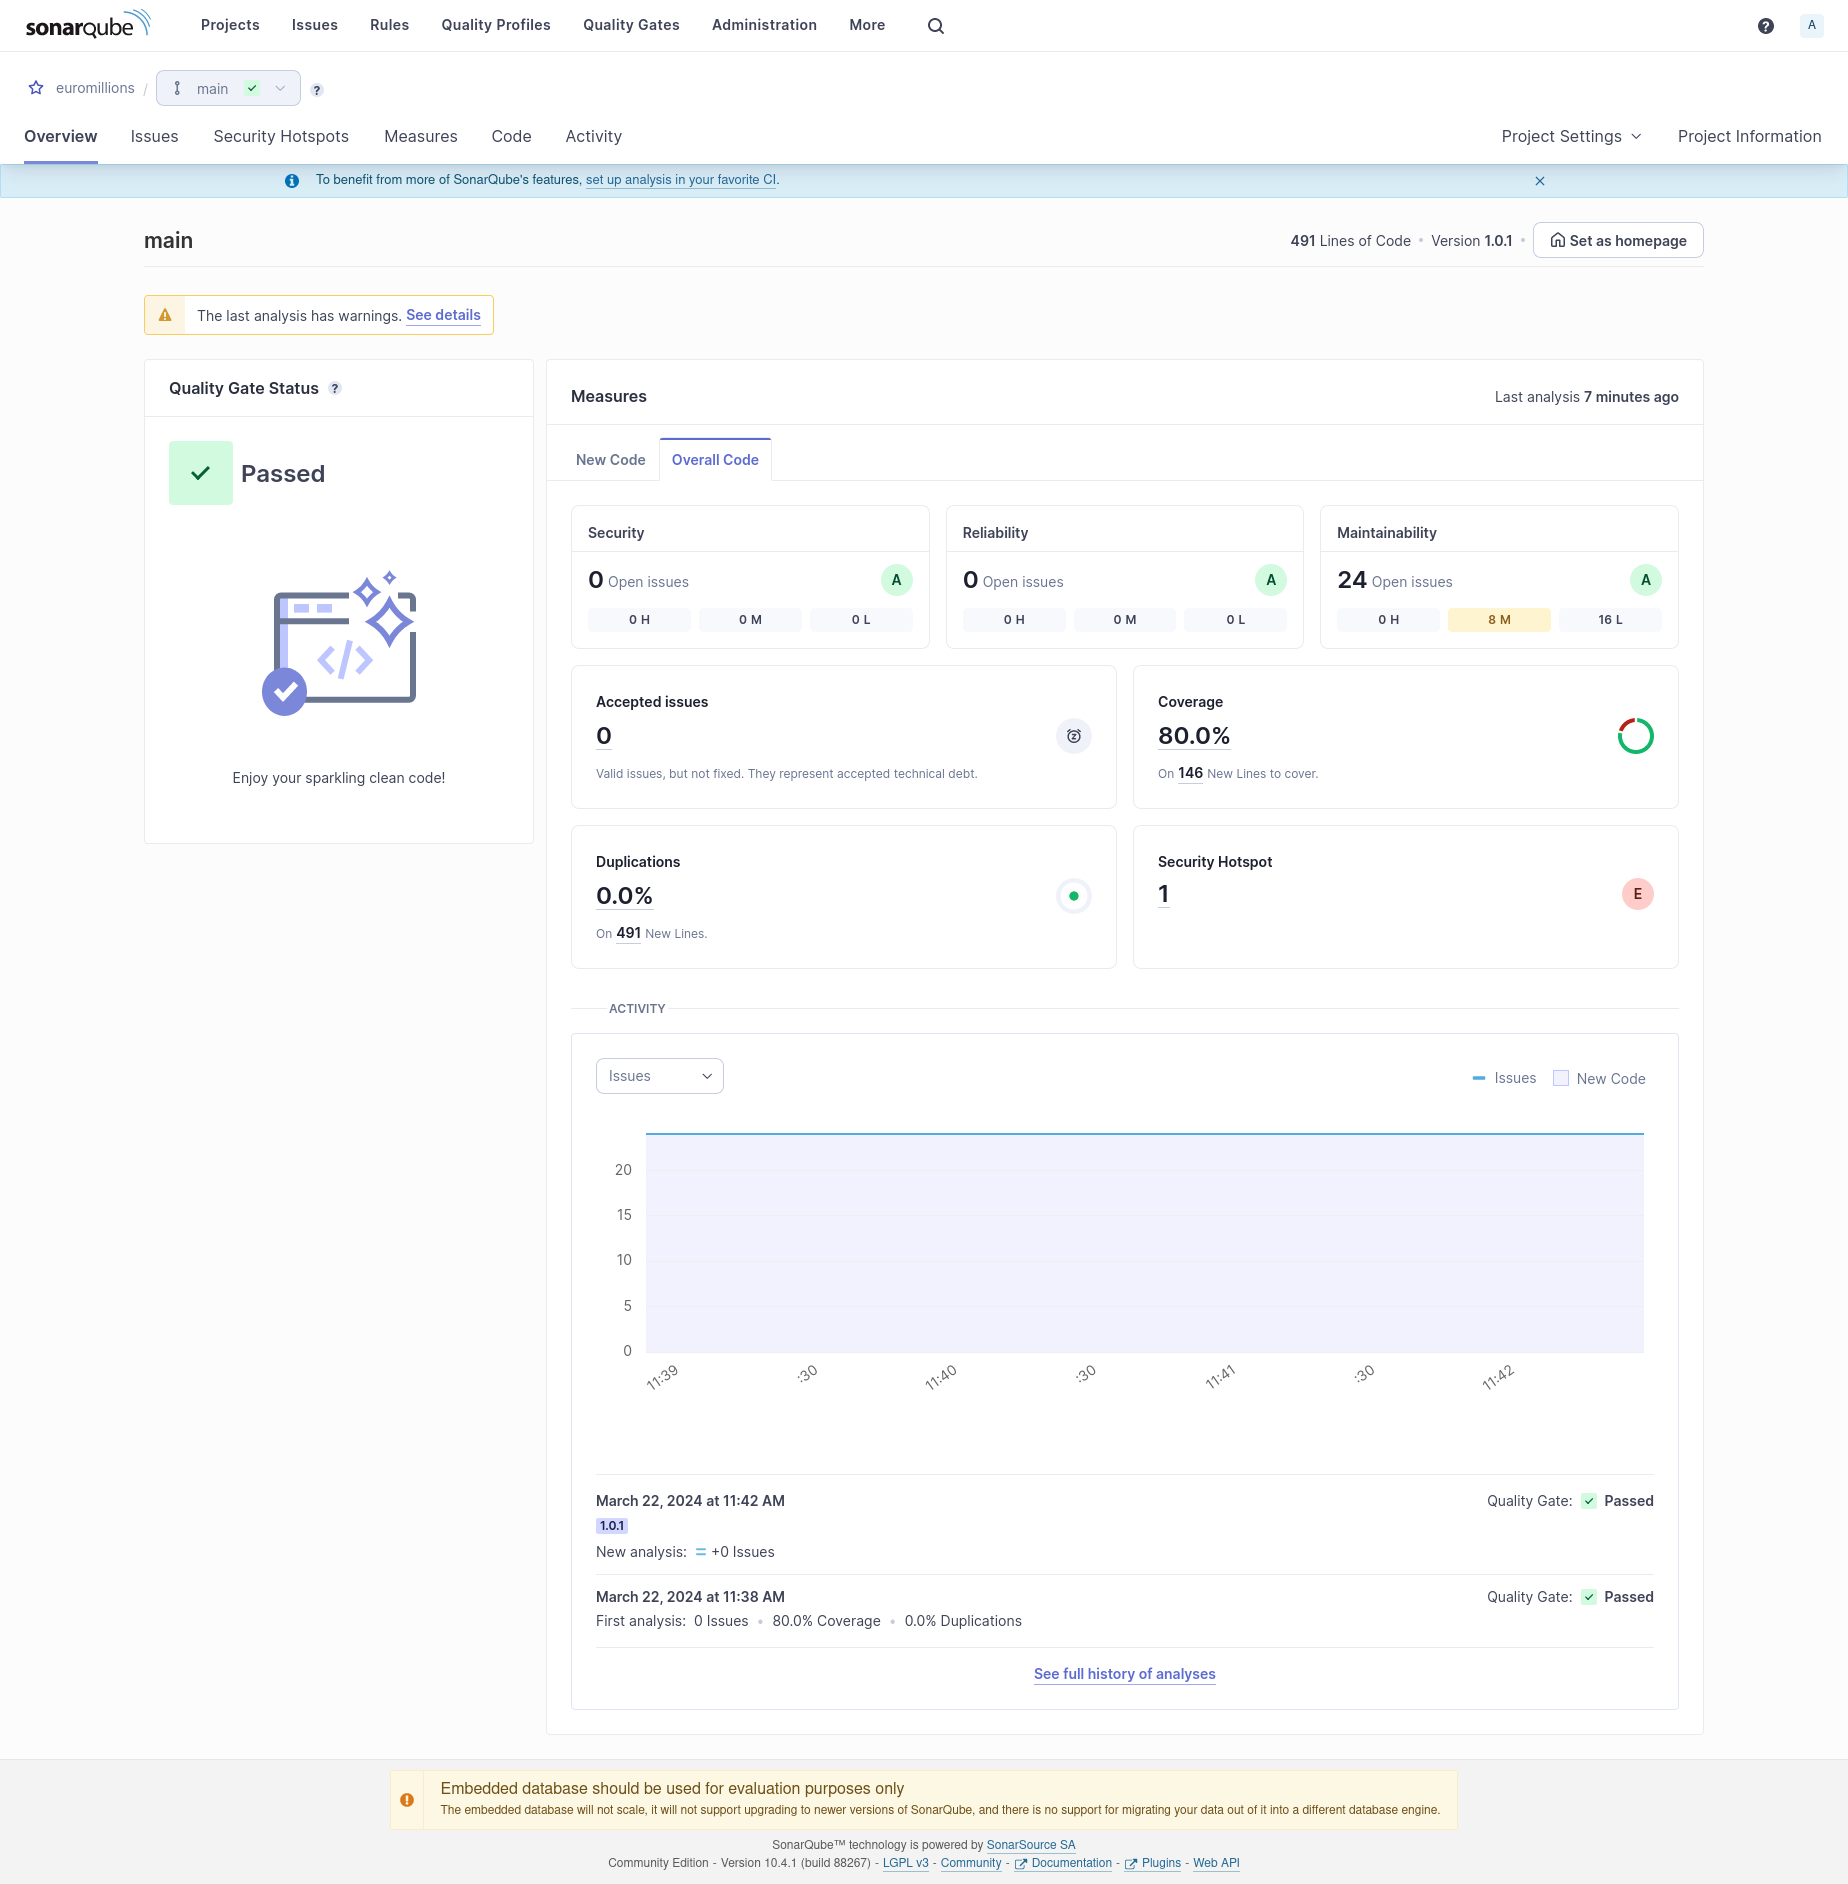 sonarqube Projects Issues Rules Quality Profiles Quality Gates Administration More ? A
euromillions / main ?
Overview Issues Security Hotspots Measures Code Activity Project Settings Project Information
To benefit from more of SonarQube's features, set up analysis in your favorite CI.
main 491 Lines of Code • Version 1.0.1 • Set as homepage
The last analysis has warnings. See details
Quality Gate Status ?
Passed
</>
Enjoy your sparkling clean code!
Measures Last analysis 7 minutes ago
New Code Overall Code
Security
0 Open issues A
0 H 0 M 0 L
Reliability
0 Open issues A
0 H 0 M 0 L
Maintainability
24 Open issues A
0 H 8 M 16 L
Accepted issues
0
Valid issues, but not fixed. They represent accepted technical debt.
Coverage
80.0%
On 146 New Lines to cover.
Duplications
0.0%
On 491 New Lines.
Security Hotspot
1 E
ACTIVITY
Issues Issues New Code
20
15
10
5
0
11:39 :30 11:40 :30 11:41 :30 11:42
March 22, 2024 at 11:42 AM Quality Gate: Passed
1.0.1
New analysis: = +0 Issues
March 22, 2024 at 11:38 AM Quality Gate: Passed
First analysis: 0 Issues • 80.0% Coverage • 0.0% Duplications
See full history of analyses
Embedded database should be used for evaluation purposes only
The embedded database will not scale, it will not support upgrading to newer versions of SonarQube, and there is no support for migrating your data out of it into a different database engine.
SonarQube™ technology is powered by SonarSource SA
Community Edition - Version 10.4.1 (build 88267) - LGPL v3 - Community - Documentation - Plugins - Web API